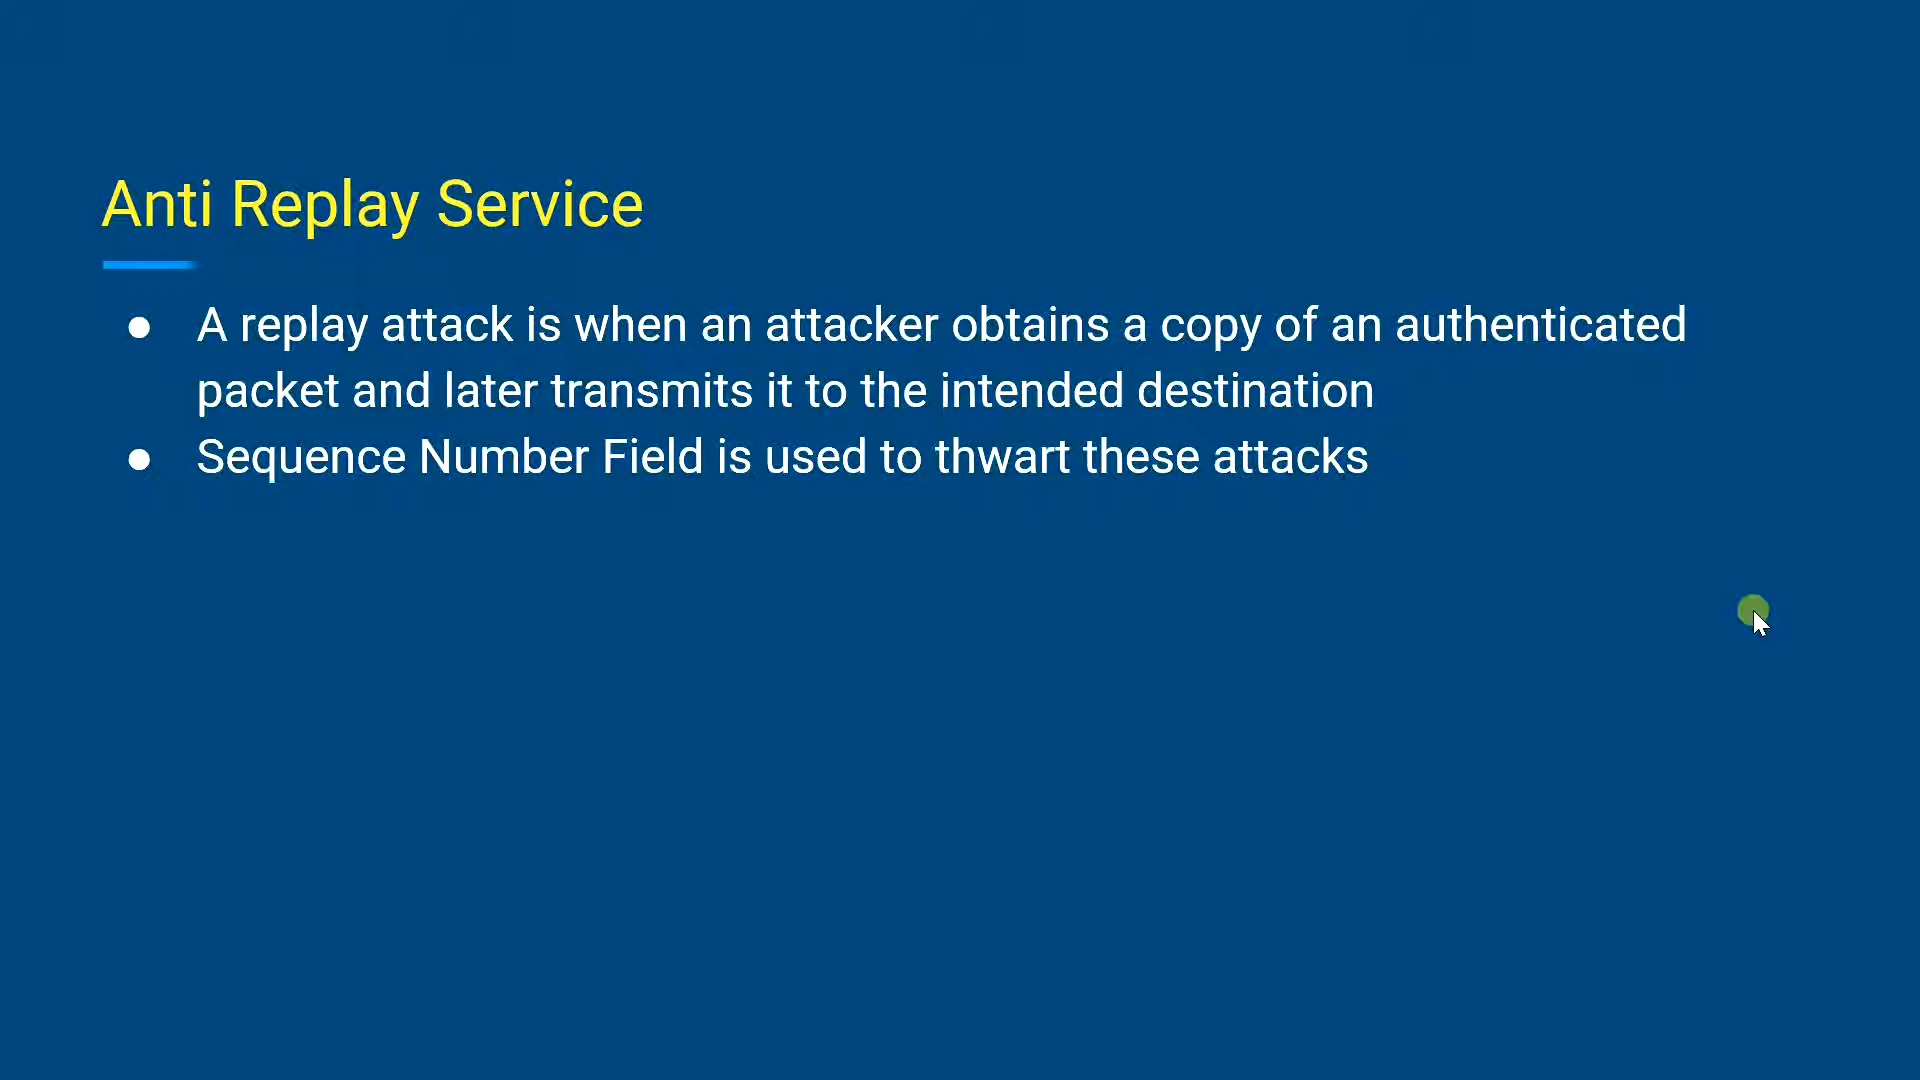 Anti Replay Service
● A replay attack is when an attacker obtains a copy of an authenticated
packet and later transmits it to the intended destination
● Sequence Number Field is used to thwart these attacks